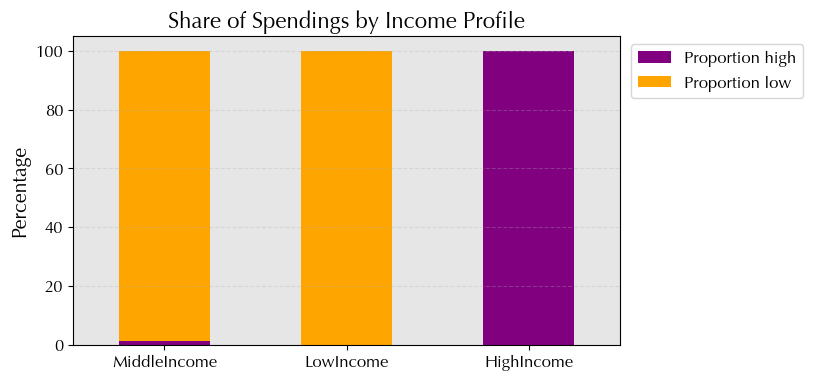 Share of Spendings by Income Profile
Proportion high
Proportion low
Percentage
100
80
60
40
20
0
MiddleIncome LowIncome HighIncome